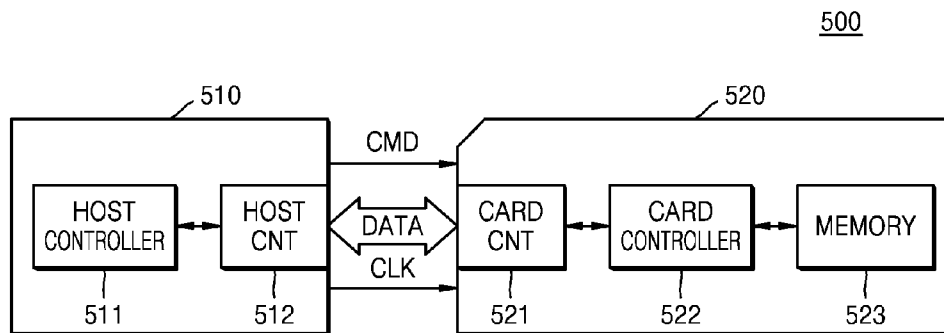 500
510
520
CMD
HOST
CONTROLLER
HOST
CNT
DATA
CARD
CNT
CARD
CONTROLLER
MEMORY
CLK
511
512
521
522
523